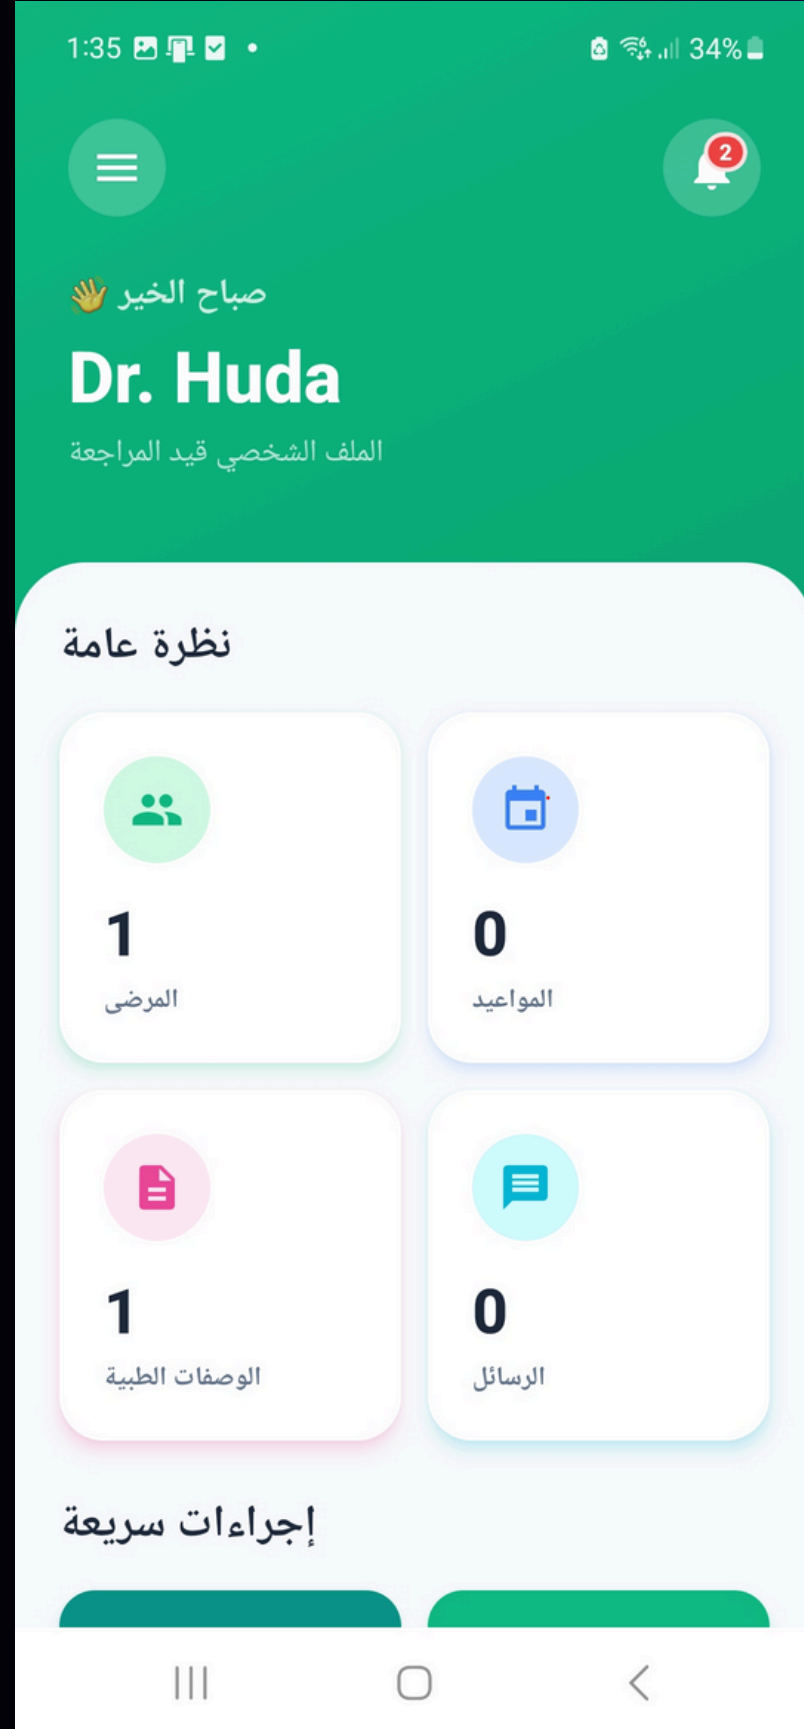 1:35 34%
2
صباح الخير 👋
Dr. Huda
الملف الشخصي قيد المراجعة
نظرة عامة
1
المرضى
0
المواعيد
1
الوصفات الطبية
0
الرسائل
إجراءات سريعة